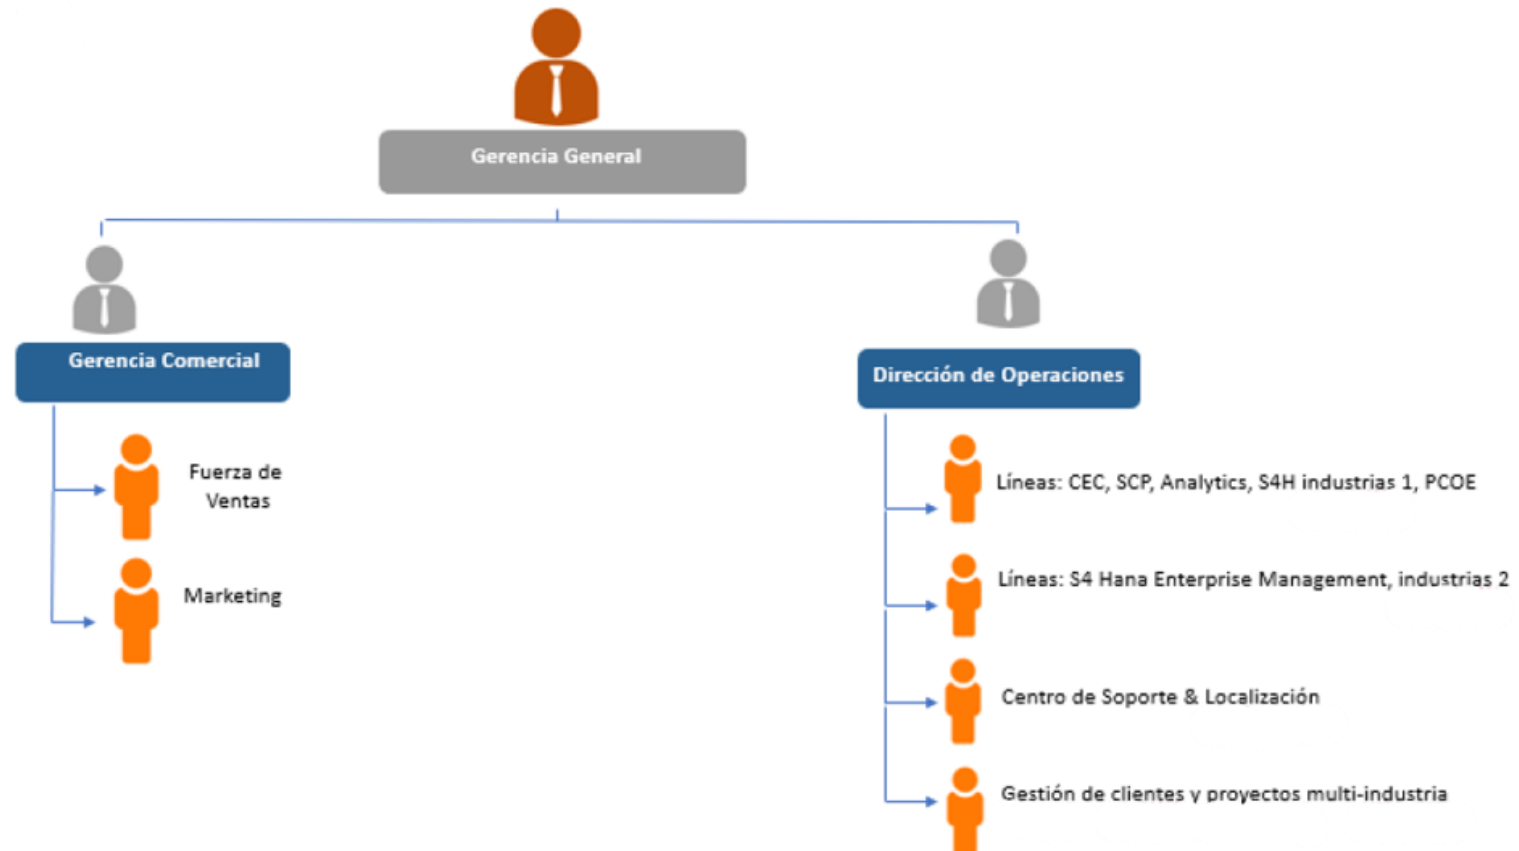 Gerencia General
Gerencia Comercial
Fuerza de
Ventas
Marketing
Dirección de Operaciones
Líneas: CEC, SCP, Analytics, S4H industrias 1, PCOE
Líneas: S4 Hana Enterprise Management, industrias 2
Centro de Soporte & Localización
Gestión de clientes y proyectos multi-industria